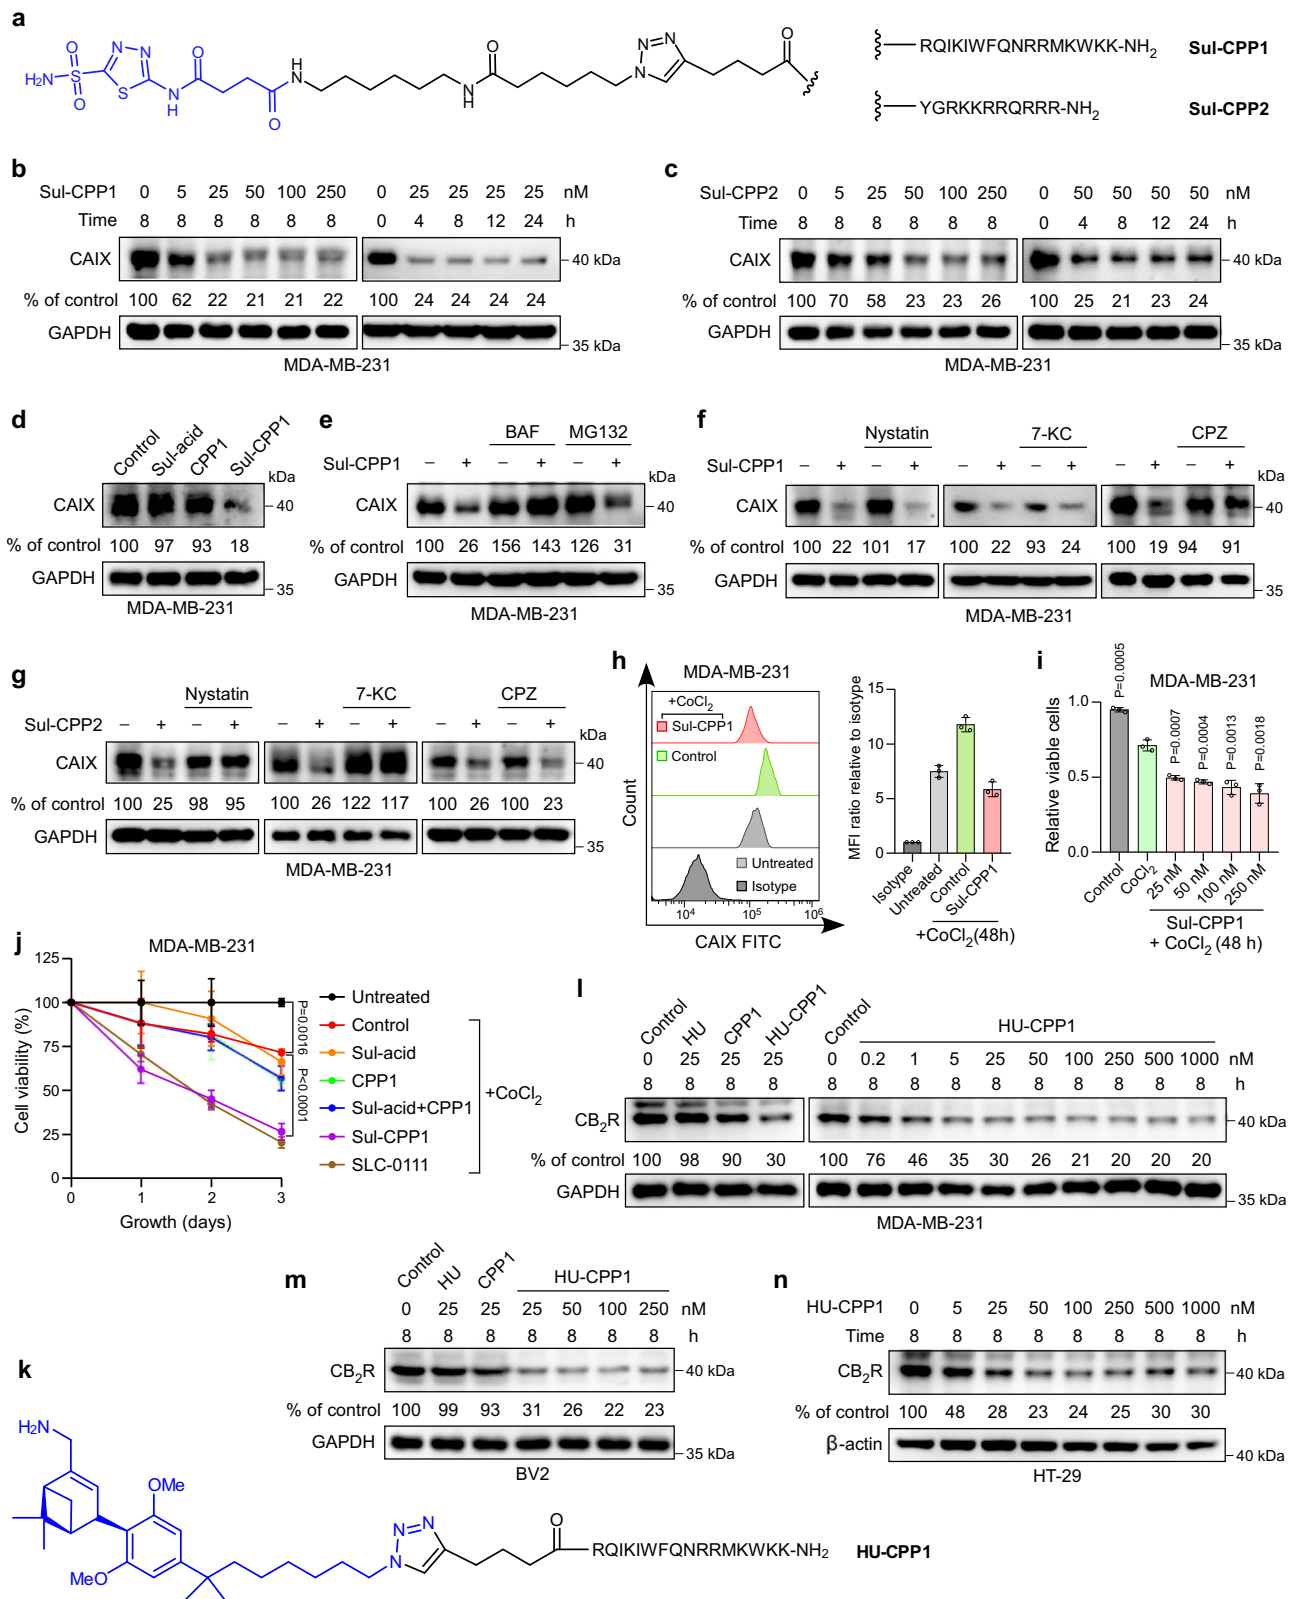 a
H₂N
S
O
O
N
N
S
N
H
O
O
H
N
N
H
O
N
N
N
O
RQIKIWFQNRRMKWKK-NH₂ Sul-CPP1
YGRKKRRQRRR-NH₂ Sul-CPP2
b
Sul-CPP1 0 5 25 50 100 250 0 25 25 25 25 nM
Time 8 8 8 8 8 8 0 4 8 12 24 h
CAIX 40 kDa
% of control 100 62 22 21 21 22 100 24 24 24 24
GAPDH 35 kDa
MDA-MB-231
c
Sul-CPP2 0 5 25 50 100 250 0 50 50 50 50 nM
Time 8 8 8 8 8 8 0 4 8 12 24 h
CAIX 40 kDa
% of control 100 70 58 23 23 26 100 25 21 23 24
GAPDH 35 kDa
MDA-MB-231
d
Control Sul-acid CPP1 Sul-CPP1
kDa
CAIX 40
% of control 100 97 93 18
GAPDH 35
MDA-MB-231
e
BAF MG132
Sul-CPP1 − + − + − +
kDa
CAIX 40
% of control 100 26 156 143 126 31
GAPDH 35
MDA-MB-231
f
Nystatin 7-KC CPZ
Sul-CPP1 − + − + − + − + − + − +
kDa
CAIX 40
% of control 100 22 101 17 100 22 93 24 100 19 94 91
GAPDH 35
MDA-MB-231
g
Nystatin 7-KC CPZ
Sul-CPP2 − + − + − + − + − + − +
kDa
CAIX 40
% of control 100 25 98 95 100 26 122 117 100 26 100 23
GAPDH 35
MDA-MB-231
h
MDA-MB-231
+CoCl₂
Sul-CPP1
Control
Untreated
Isotype
Count
10⁴ 10⁵ 10⁶
CAIX FITC
MFI ratio relative to isotype
15
10
5
0
Isotype Untreated Control Sul-CPP1
+CoCl₂(48h)
i
MDA-MB-231
P=0.0005
P=0.0007
P=0.0004
P=0.0013
P=0.0018
Relative viable cells
1.0
0.5
0.0
Control CoCl₂ 25 nM 50 nM 100 nM 250 nM
Sul-CPP1
+ CoCl₂ (48 h)
j
MDA-MB-231
Cell viability (%)
125
100
75
50
25
0
0 1 2 3
Growth (days)
P=0.0016
P<0.0001
Untreated
Control
Sul-acid
CPP1
Sul-acid+CPP1
Sul-CPP1
SLC-0111
+CoCl₂
l
Control HU CPP1 HU-CPP1 Control HU-CPP1
0 25 25 25 0 0.2 1 5 25 50 100 250 500 1000 nM
8 8 8 8 8 8 8 8 8 8 8 8 8 8 h
CB₂R 40 kDa
% of control 100 98 90 30 100 76 46 35 30 26 21 20 20 20
GAPDH 35 kDa
MDA-MB-231
m
Control HU CPP1 HU-CPP1
0 25 25 25 50 100 250 nM
8 8 8 8 8 8 8 h
CB₂R 40 kDa
% of control 100 99 93 31 26 22 23
GAPDH 35 kDa
BV2
n
HU-CPP1 0 5 25 50 100 250 500 1000 nM
Time 8 8 8 8 8 8 8 8 h
CB₂R 40 kDa
% of control 100 48 28 23 24 25 30 30
β-actin 40 kDa
HT-29
k
H₂N
OMe
MeO
N
N
N
O
RQIKIWFQNRRMKWKK-NH₂ HU-CPP1